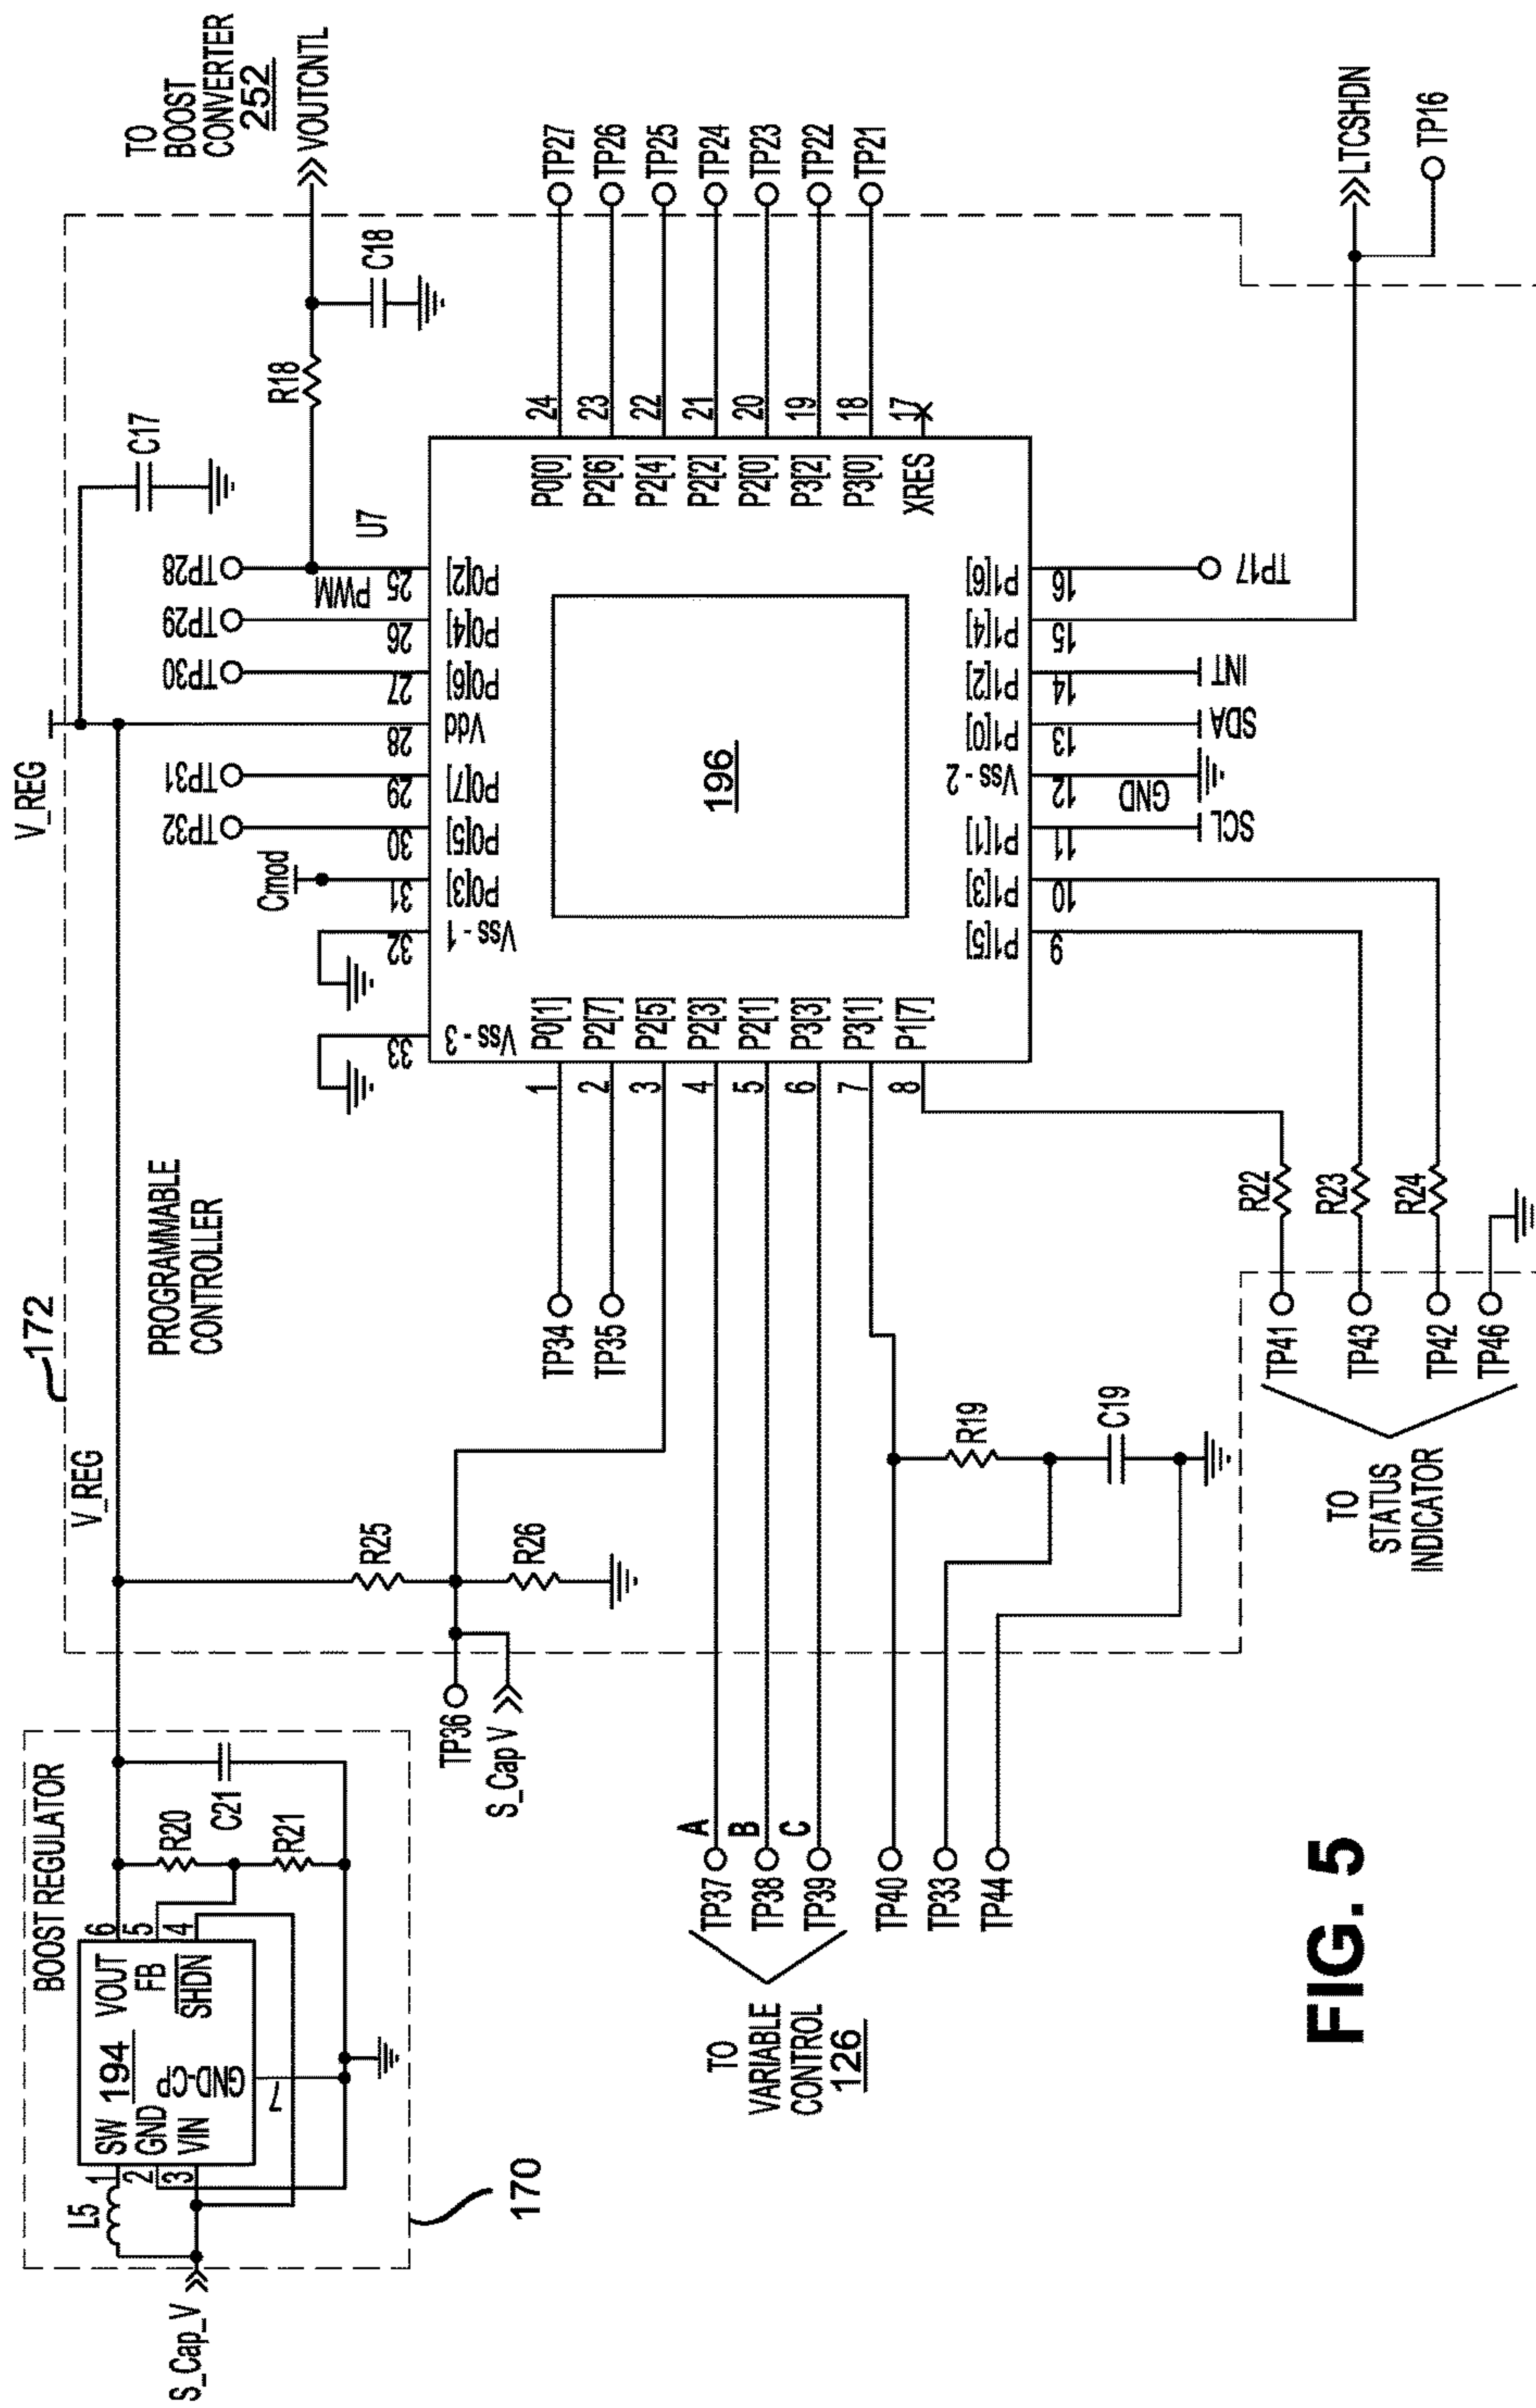 S_Cap_V
L5
BOOST REGULATOR
1
2
3
SW
GND
VIN
194
GND-CP
7
VOUT
FB
SHDN
6
5
4
R20
R21
C21
170
V_REG
172
PROGRAMMABLE
CONTROLLER
R25
R26
TP36
S_Cap V
V_REG
C17
TO
BOOST
CONVERTER
252
VOUTCNTL
R18
C18
TP28
TP29
TP30
TP31
TP32
Cmod
PWM
U7
33
32
31
30
29
28
27
26
25
Vss - 3
Vss - 1
P0[3]
P0[5]
P0[7]
Vdd
P0[6]
P0[4]
P0[2]
TP34
TP35
1
2
3
4
5
6
7
8
P0[1]
P2[7]
P2[5]
P2[3]
P2[1]
P3[3]
P3[1]
P1[7]
196
P0[0]
P2[6]
P2[4]
P2[2]
P2[0]
P3[2]
P3[0]
XRES
24
23
22
21
20
19
18
17
TP27
TP26
TP25
TP24
TP23
TP22
TP21
P1[5]
P1[3]
P1[1]
Vss - 2
P1[0]
P1[2]
P1[4]
P1[6]
9
10
11
12
13
14
15
16
SCL
GND
SDA
INT
TP17
LTCSHDN
TP16
TO
VARIABLE
CONTROL
126
TP37
TP38
TP39
A
B
C
TP40
TP33
TP44
R19
C19
R22
R23
R24
TP41
TP43
TP42
TP46
TO
STATUS
INDICATOR
FIG. 5